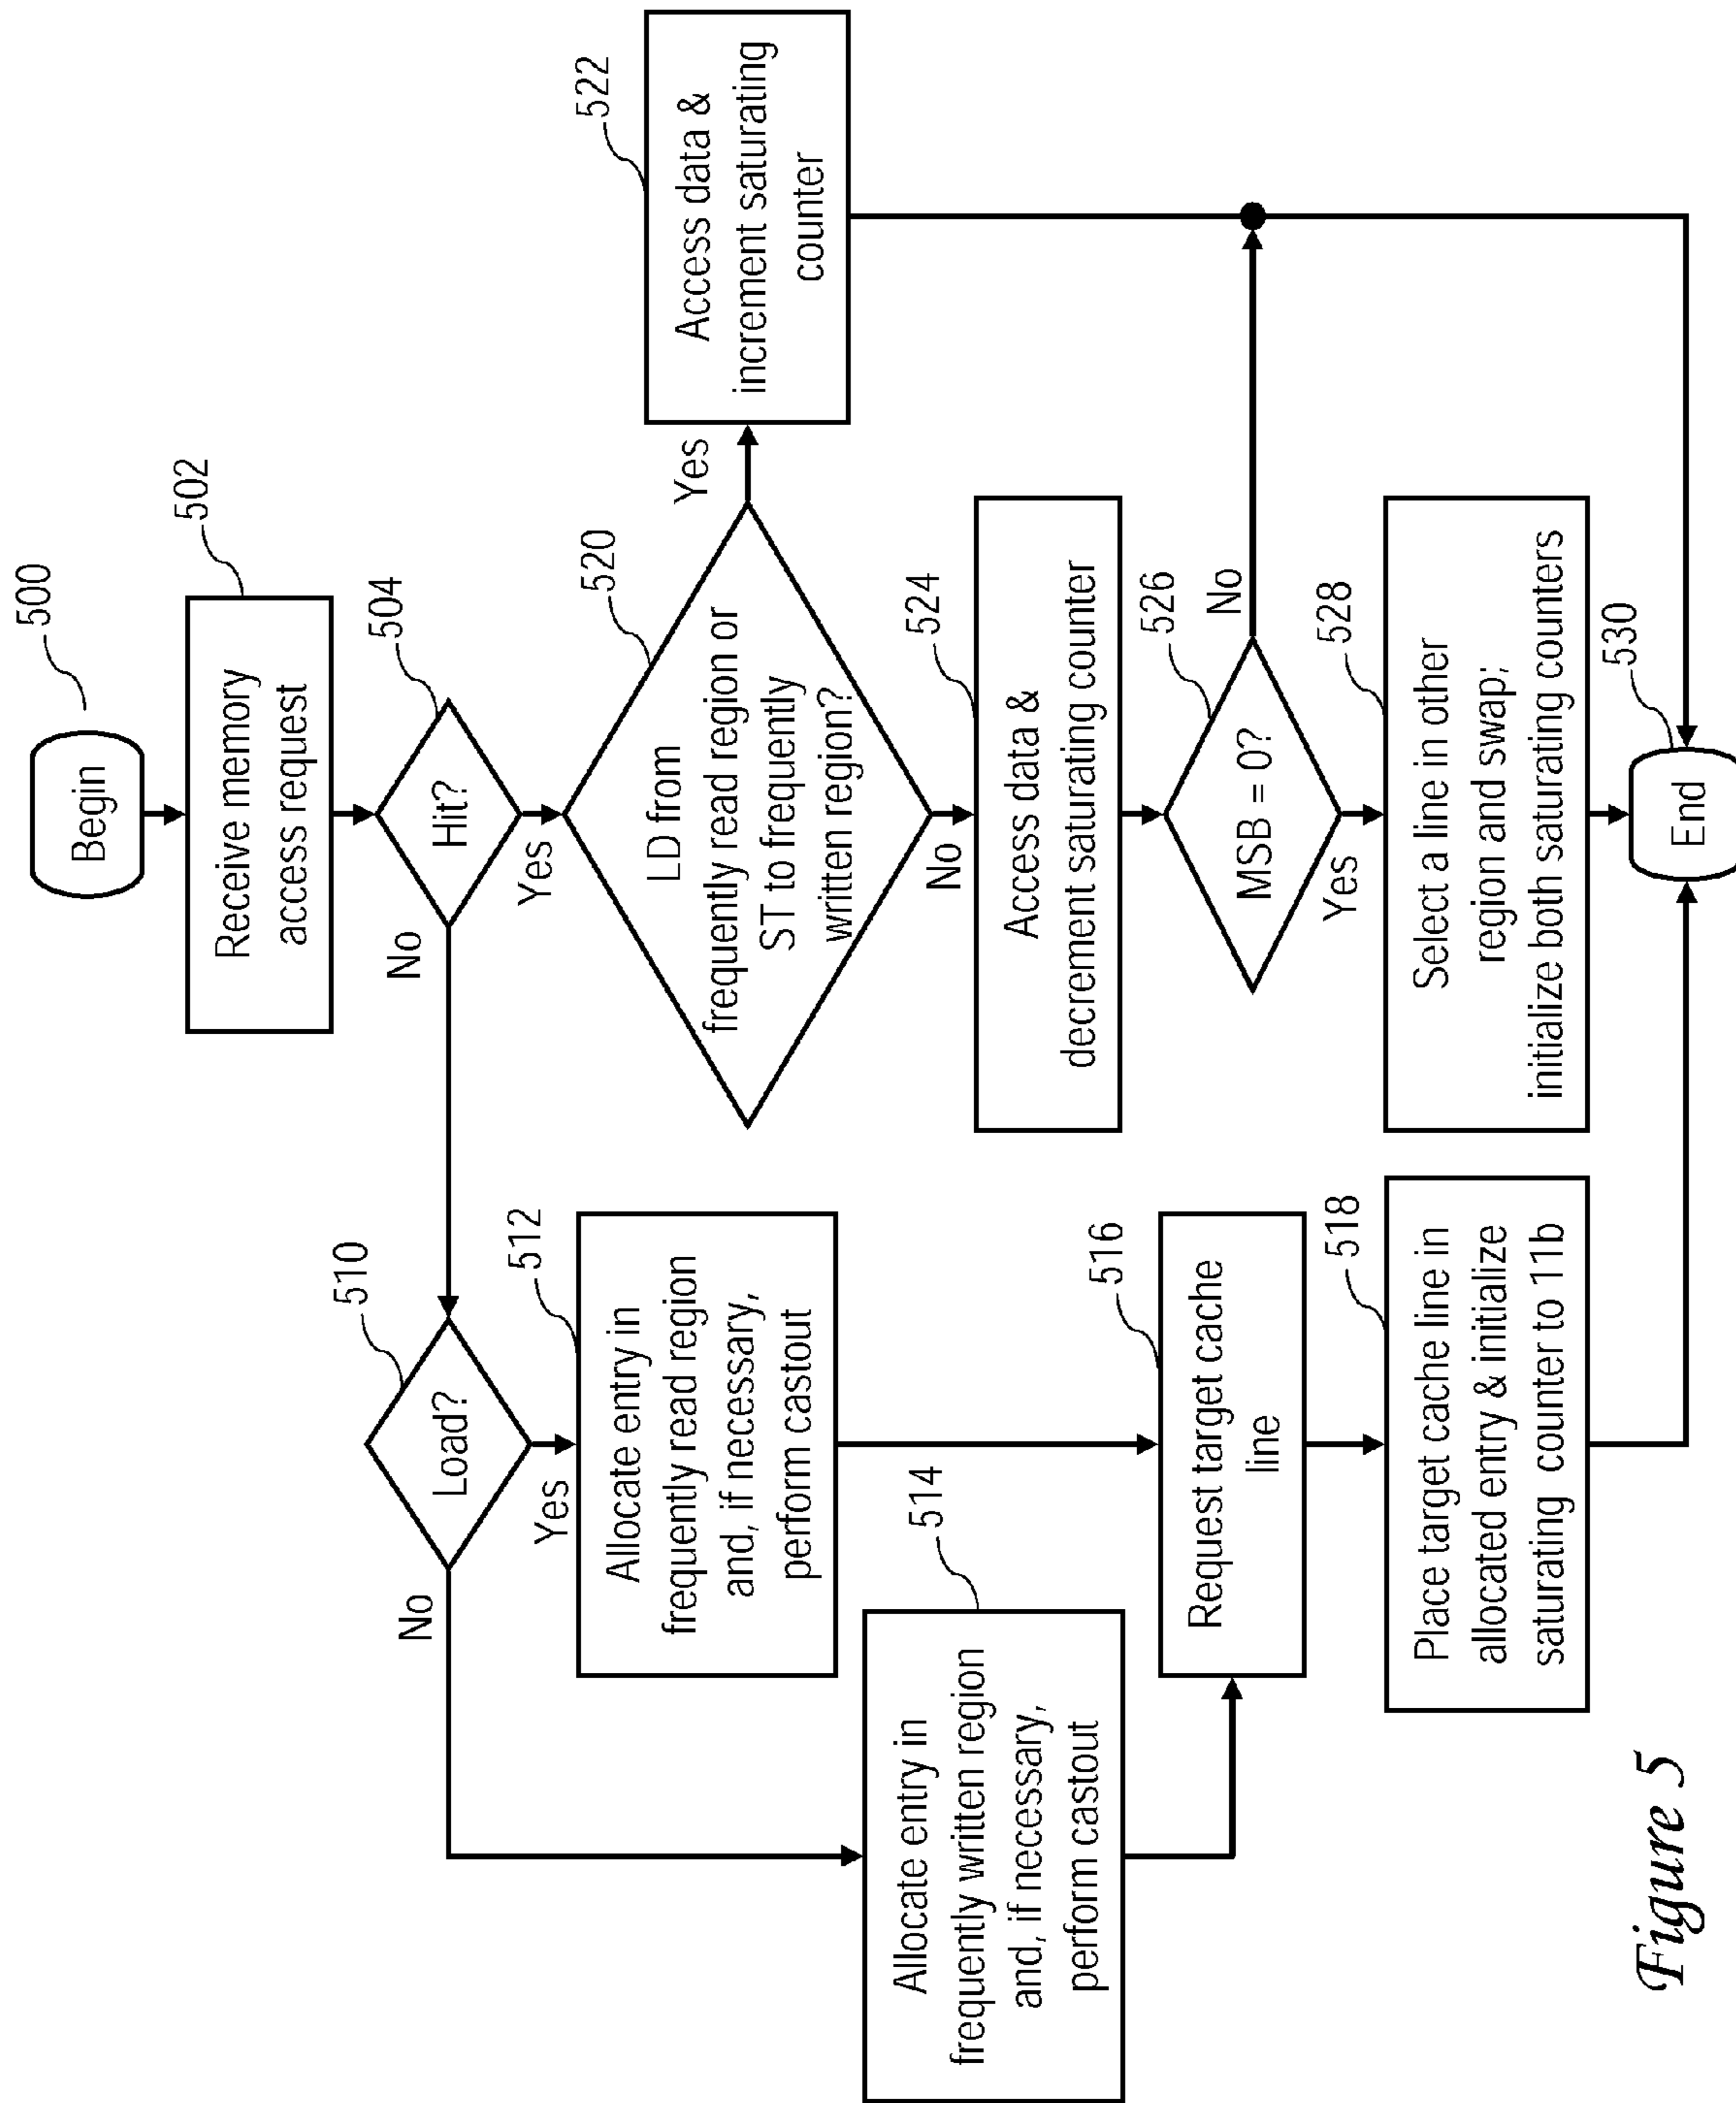 500
Begin
502
Receive memory
access request
504
Hit?
No
Yes
510
Load?
No
Yes
512
Allocate entry in
frequently read region
and, if necessary,
perform castout
514
Allocate entry in
frequently written region
and, if necessary,
perform castout
516
Request target cache
line
518
Place target cache line in
allocated entry & initialize
saturating counter to 11b
520
LD from
frequently read region or
ST to frequently
written region?
Yes
No
522
Access data &
increment saturating
counter
524
Access data &
decrement saturating counter
526
MSB = 0?
No
Yes
528
Select a line in other
region and swap;
initialize both saturating counters
530
End
Figure 5